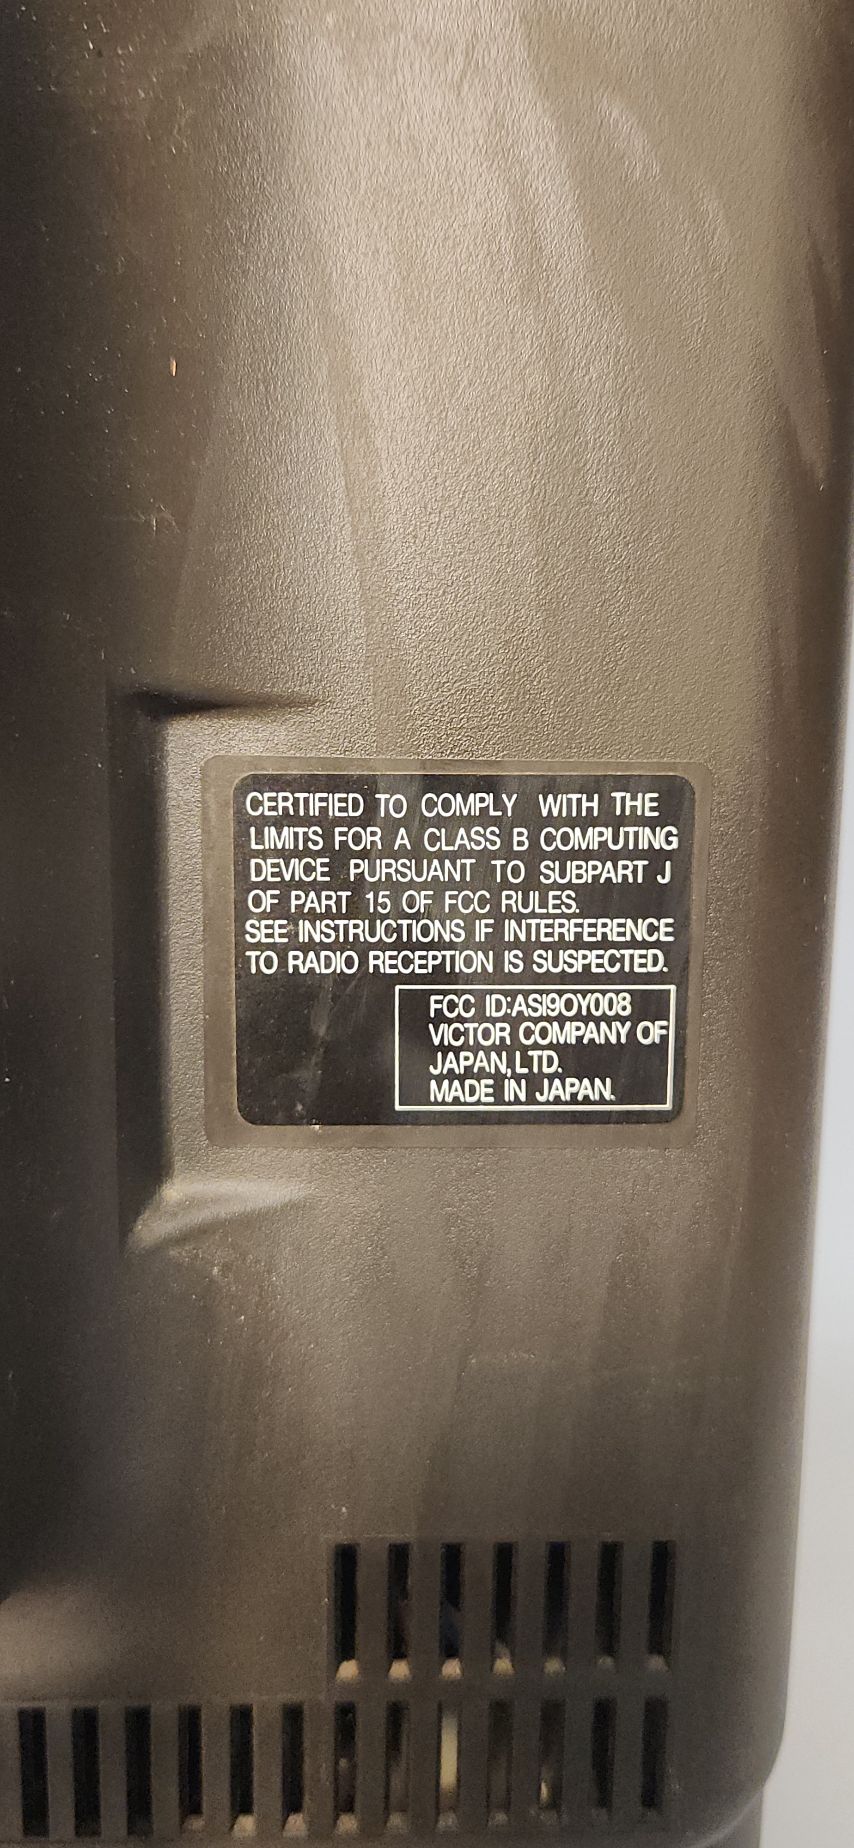 CERTIFIED TO COMPLY WITH THE
LIMITS FOR A CLASS B COMPUTING
DEVICE PURSUANT TO SUBPART J
OF PART 15 OF FCC RULES.
SEE INSTRUCTIONS IF INTERFERENCE
TO RADIO RECEPTION IS SUSPECTED.
FCC ID:ASI9OY008
VICTOR COMPANY OF
JAPAN,LTD.
MADE IN JAPAN.